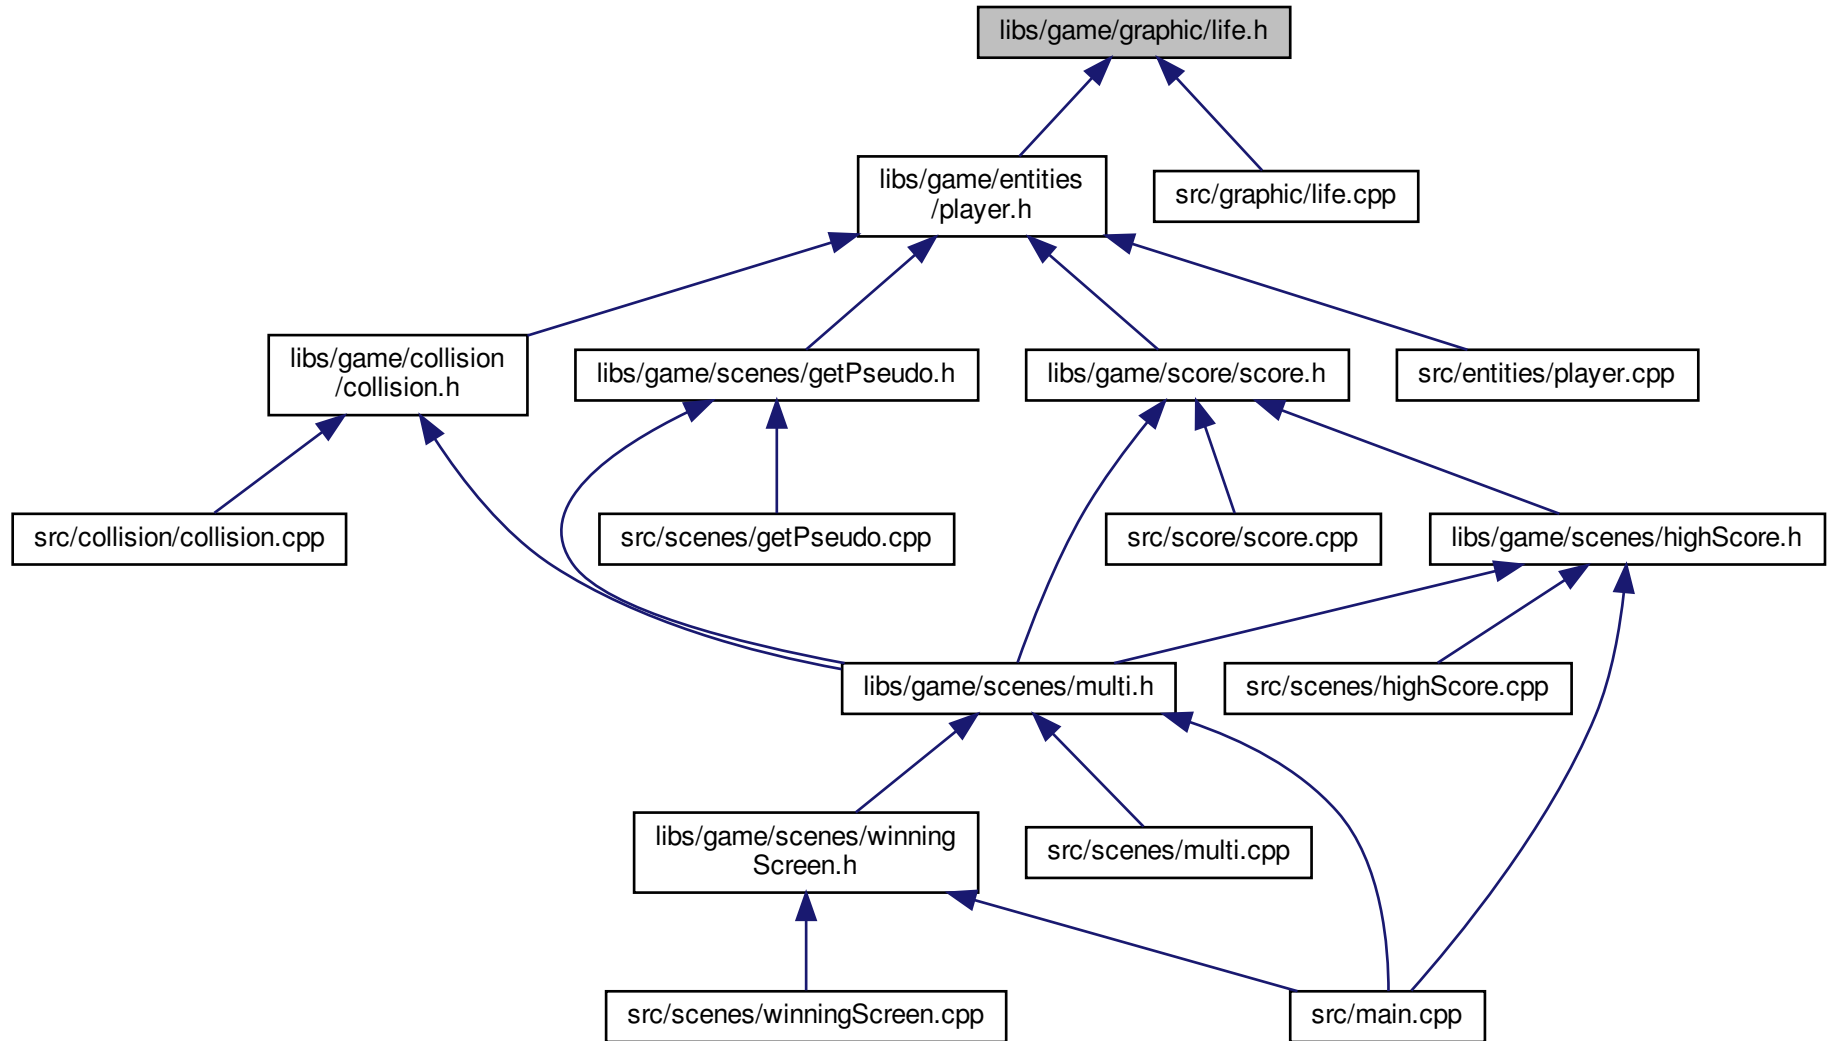 libs/game/graphic/life.h
libs/game/entities
/player.h
src/graphic/life.cpp
libs/game/collision
/collision.h
libs/game/scenes/getPseudo.h
libs/game/score/score.h
src/entities/player.cpp
src/collision/collision.cpp
src/scenes/getPseudo.cpp
src/score/score.cpp
libs/game/scenes/highScore.h
libs/game/scenes/multi.h
src/scenes/highScore.cpp
libs/game/scenes/winning
Screen.h
src/scenes/multi.cpp
src/scenes/winningScreen.cpp
src/main.cpp